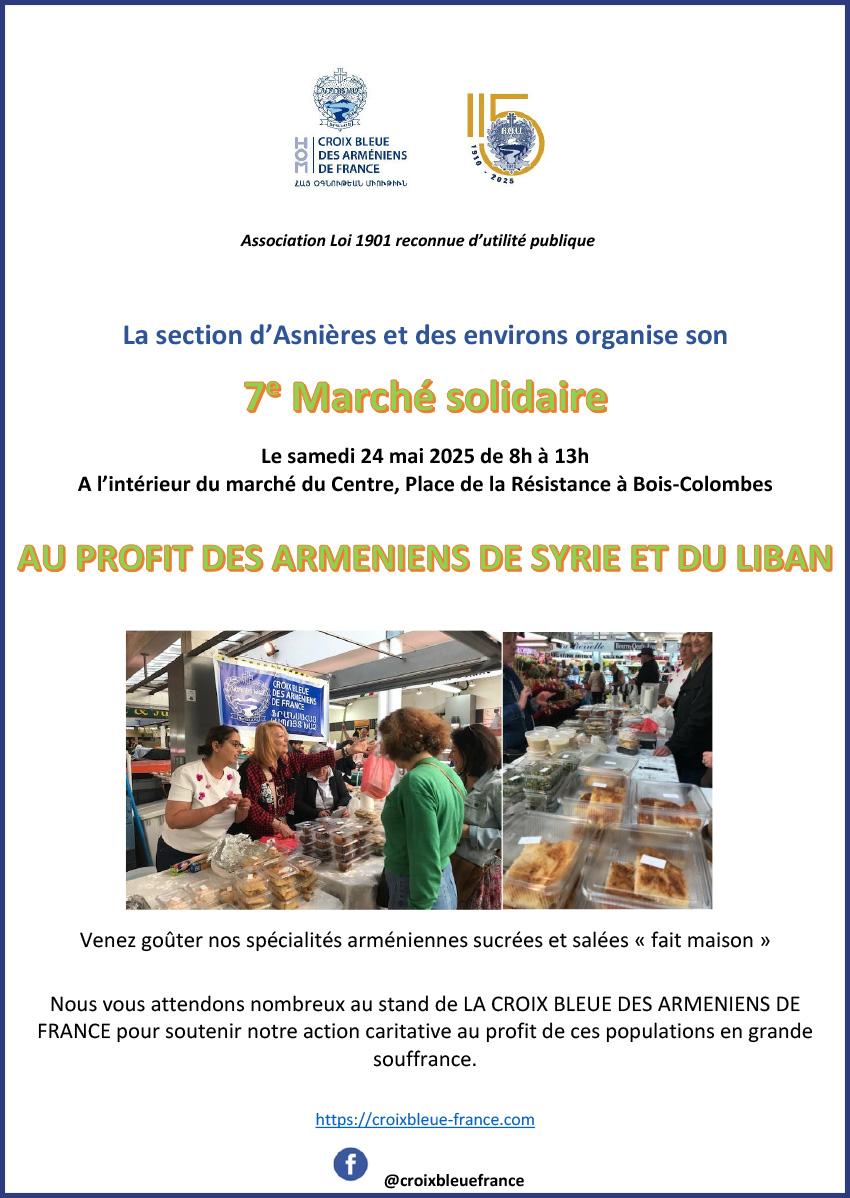 HOM
CROIX BLEUE
DES ARMÉNIENS
DE FRANCE
ՀԱՅ ՕԳՆՈՒԹԵԱՆ ՄԻՈՒԹԻՒՆ
115
1910 - 2025
Association Loi 1901 reconnue d’utilité publique
La section d’Asnières et des environs organise son
7e Marché solidaire
Le samedi 24 mai 2025 de 8h à 13h
A l’intérieur du marché du Centre, Place de la Résistance à Bois-Colombes
AU PROFIT DES ARMENIENS DE SYRIE ET DU LIBAN
CROIX BLEUE
DES ARMÉNIENS
DE FRANCE
Venez goûter nos spécialités arméniennes sucrées et salées « fait maison »
Nous vous attendons nombreux au stand de LA CROIX BLEUE DES ARMENIENS DE
FRANCE pour soutenir notre action caritative au profit de ces populations en grande
souffrance.
https://croixbleue-france.com
@croixbleuefrance